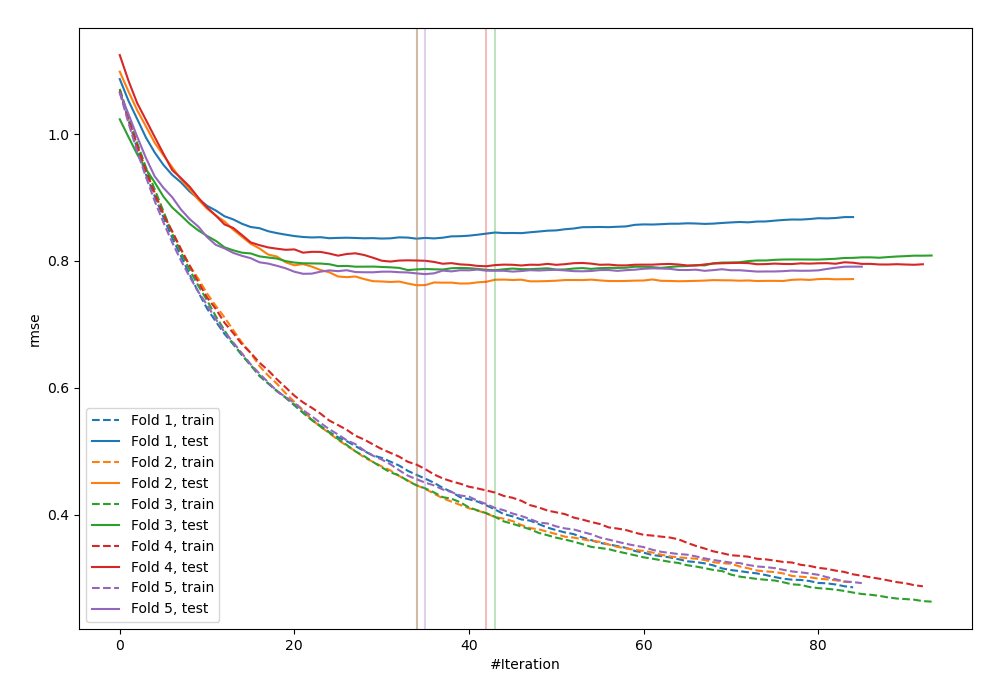 1.0
0.8
0.6
0.4
rmse
Fold 1, train
Fold 1, test
Fold 2, train
Fold 2, test
Fold 3, train
Fold 3, test
Fold 4, train
Fold 4, test
Fold 5, train
Fold 5, test
0 20 40 60 80
#Iteration